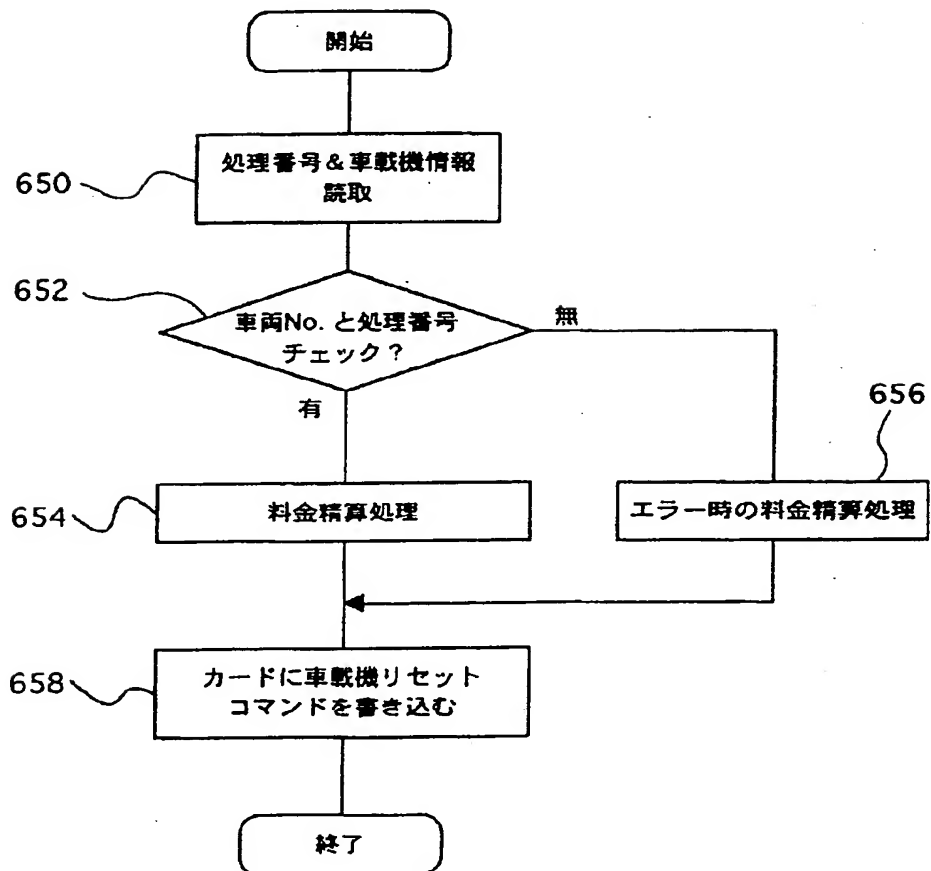 開始
650
処理番号&車載機情報
読取
652
車両No.と処理番号
チェック?
無
有
656
654
料金精算処理
エラー時の料金精算処理
658
カードに車載機リセット
コマンドを書き込む
終了